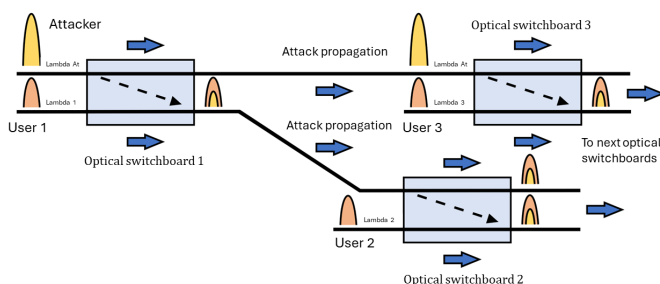 Attacker
Optical switchboard 3
Attack propagation
Lambda At
Lambda At
Lambda 1
Lambda 3
User 1
Attack propagation
User 3
Optical switchboard 1
To next optical
switchboards
Lambda 2
User 2
Optical switchboard 2